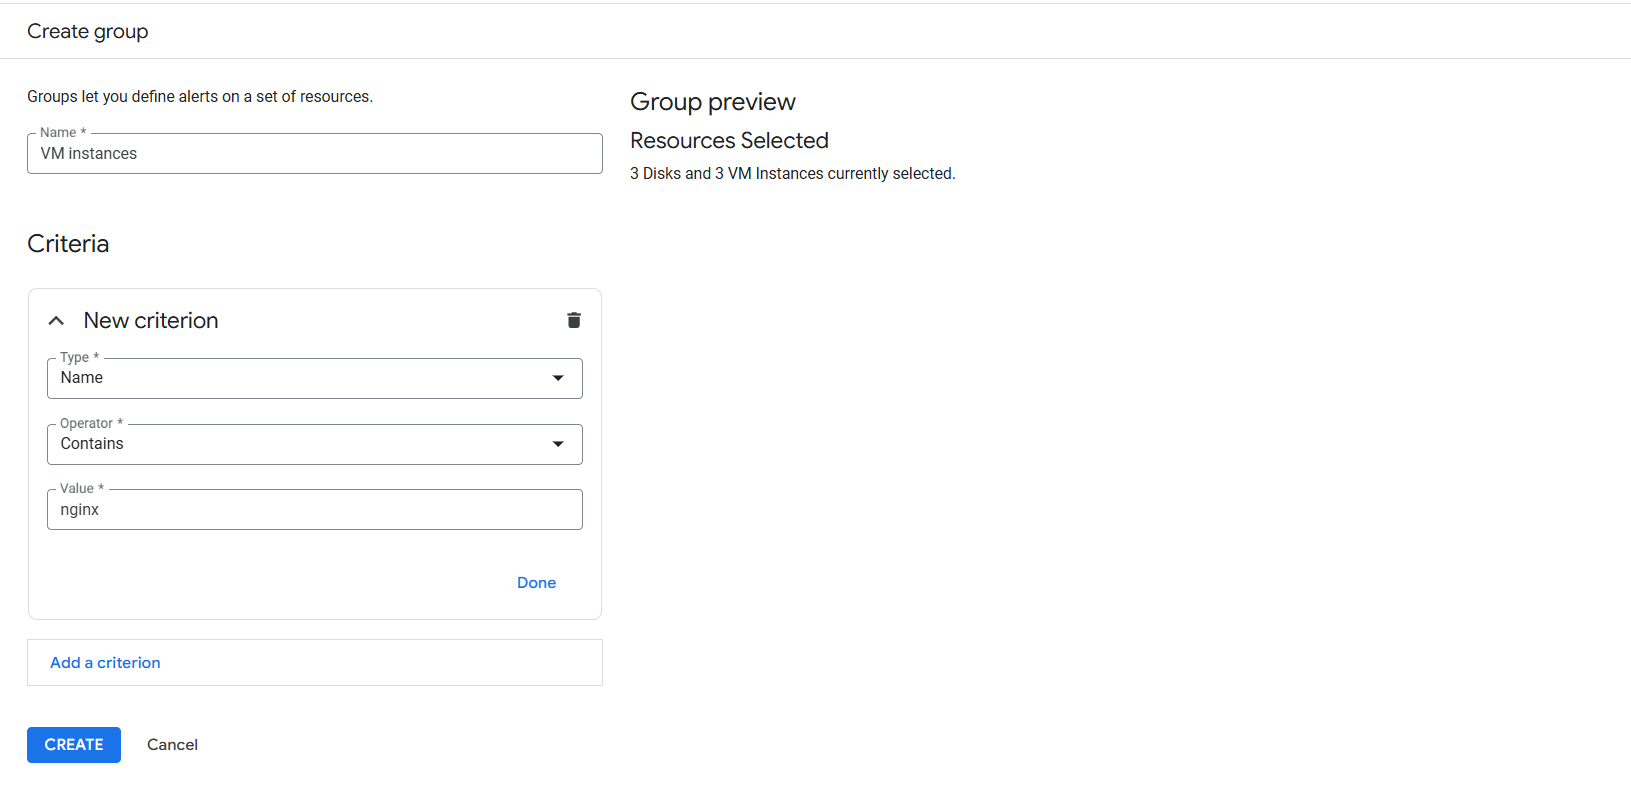 Create group
Groups let you define alerts on a set of resources.
Name *
VM instances
Criteria
New criterion
Type *
Name
Operator *
Contains
Value *
nginx
Done
Add a criterion
CREATE
Cancel
Group preview
Resources Selected
3 Disks and 3 VM Instances currently selected.